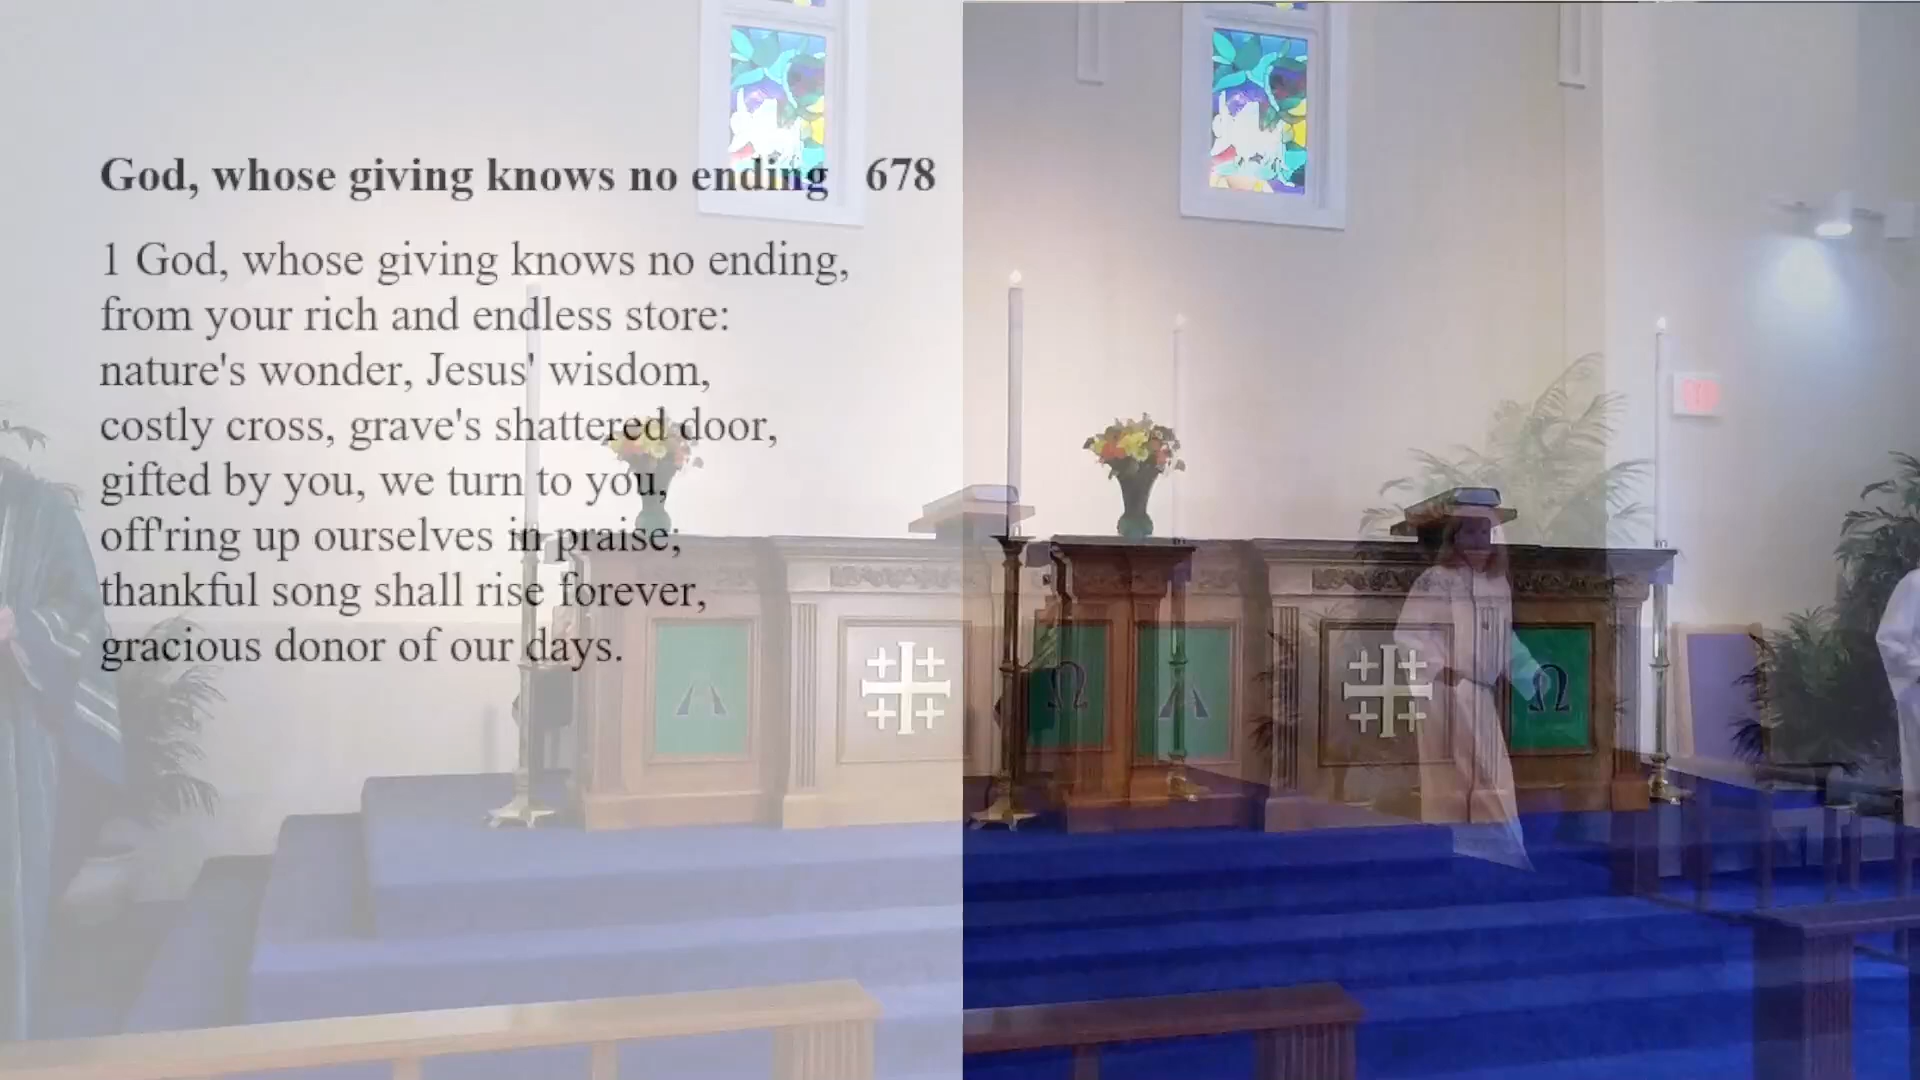 God, whose giving knows no ending 678
1 God, whose giving knows no ending,
from your rich and endless store:
nature's wonder, Jesus' wisdom,
costly cross, grave's shattered door,
gifted by you, we turn to you,
off'ring up ourselves in praise;
thankful song shall rise forever,
gracious donor of our days.
Α Ω Α Ω